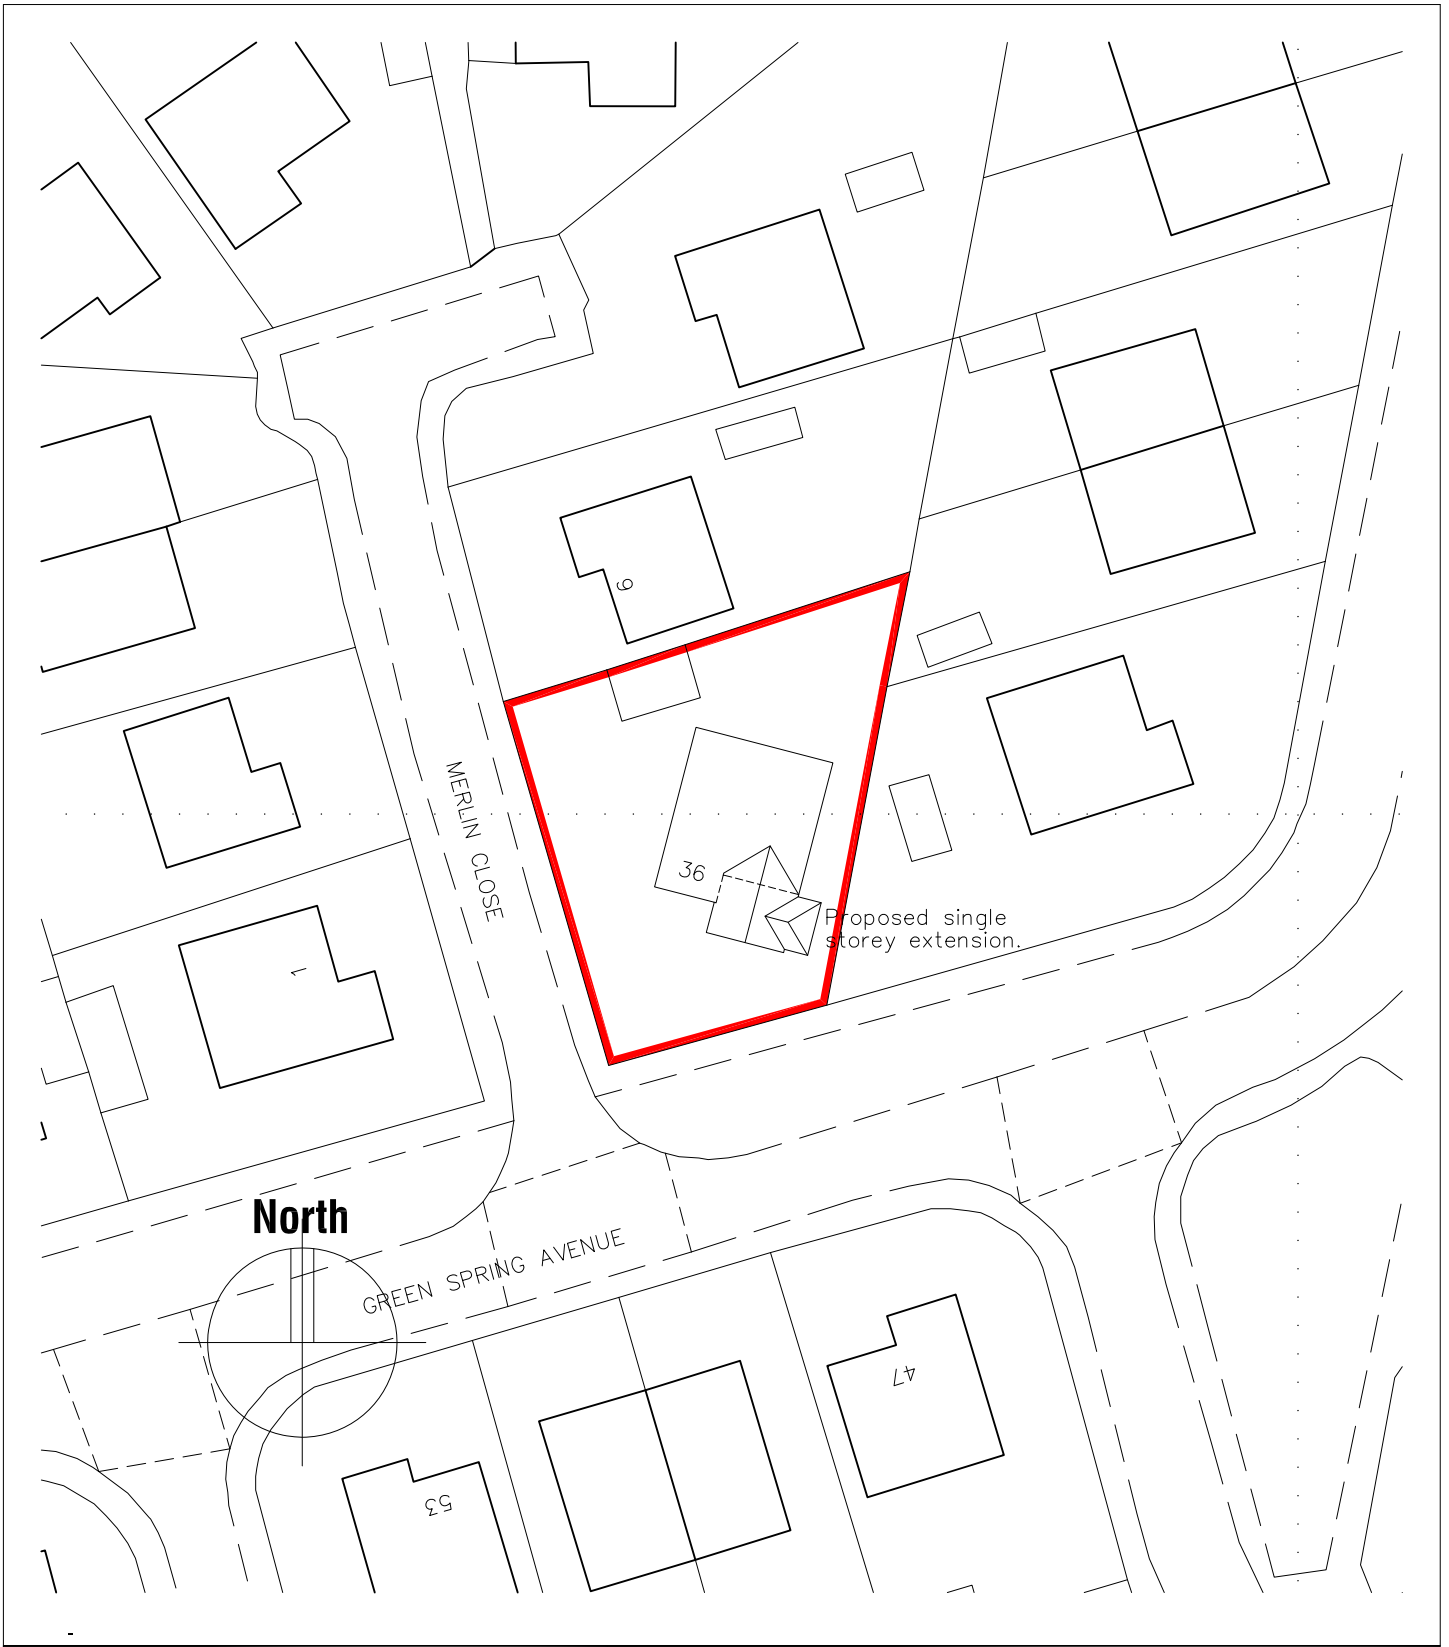 9
MERLIN CLOSE
36
Proposed single
storey extension.
1
North
GREEN SPRING AVENUE
47
53